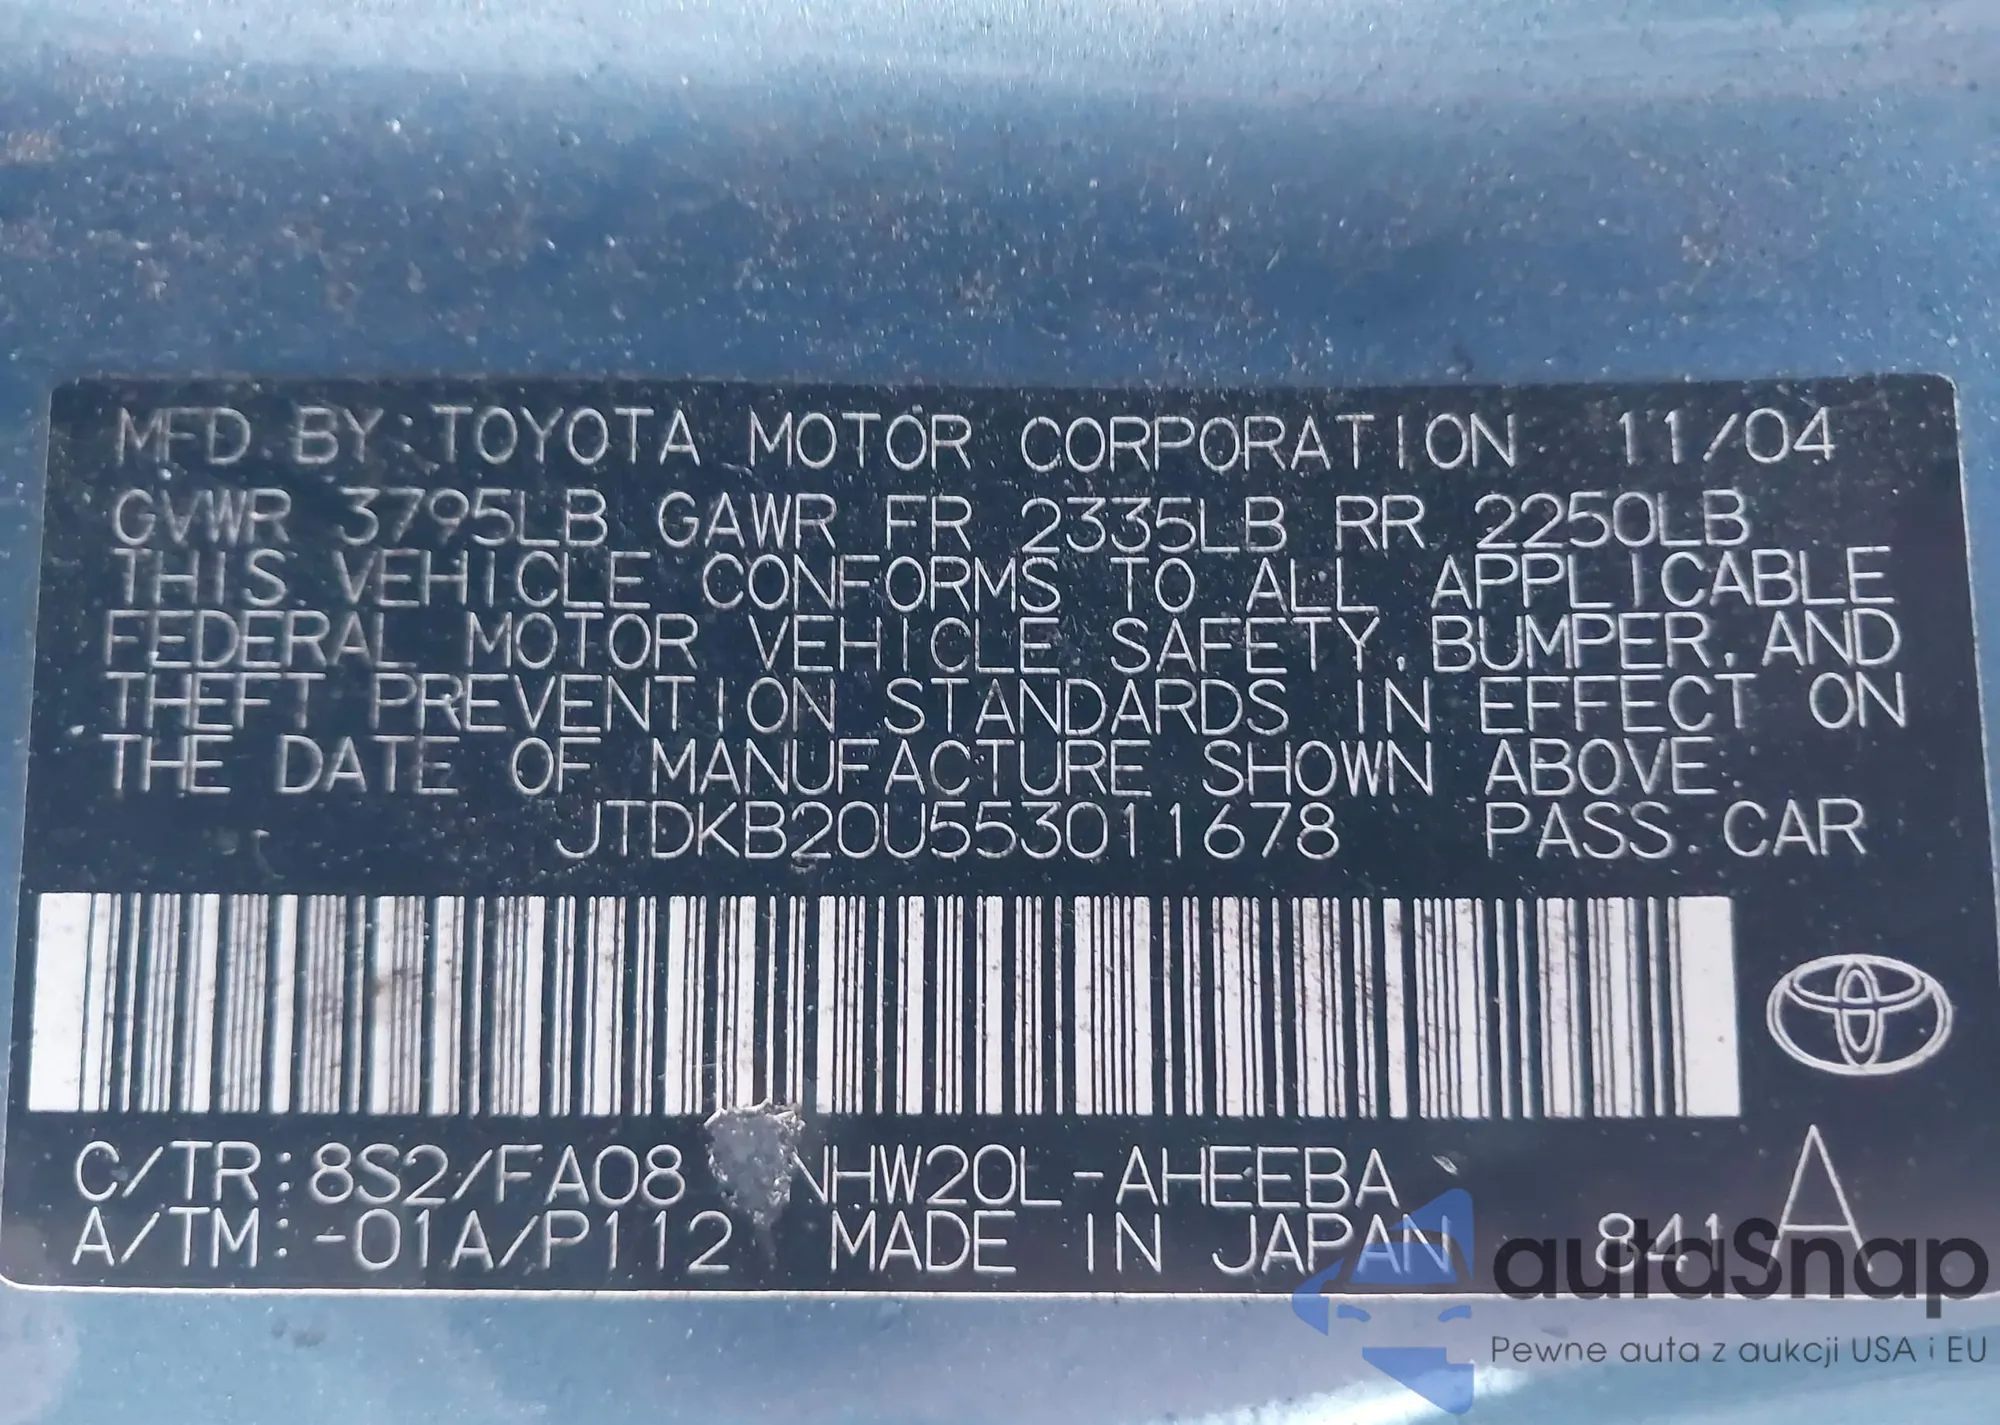 MFD BY:TOYOTA MOTOR CORPORATION 11/04
GVWR 3795LB GAWR FR 2335LB RR 2250LB
THIS VEHICLE CONFORMS TO ALL APPLICABLE
FEDERAL MOTOR VEHICLE SAFETY, BUMPER, AND
THEFT PREVENTION STANDARDS IN EFFECT ON
THE DATE OF MANUFACTURE SHOWN ABOVE.
JTDKB20U553011678 PASS.CAR
C/TR:8S2/FA08 NHW20L-AHEEBA
A/TM:-01A/P112 MADE IN JAPAN 841 A
autaSnap
Pewne auta z aukcji USA i EU